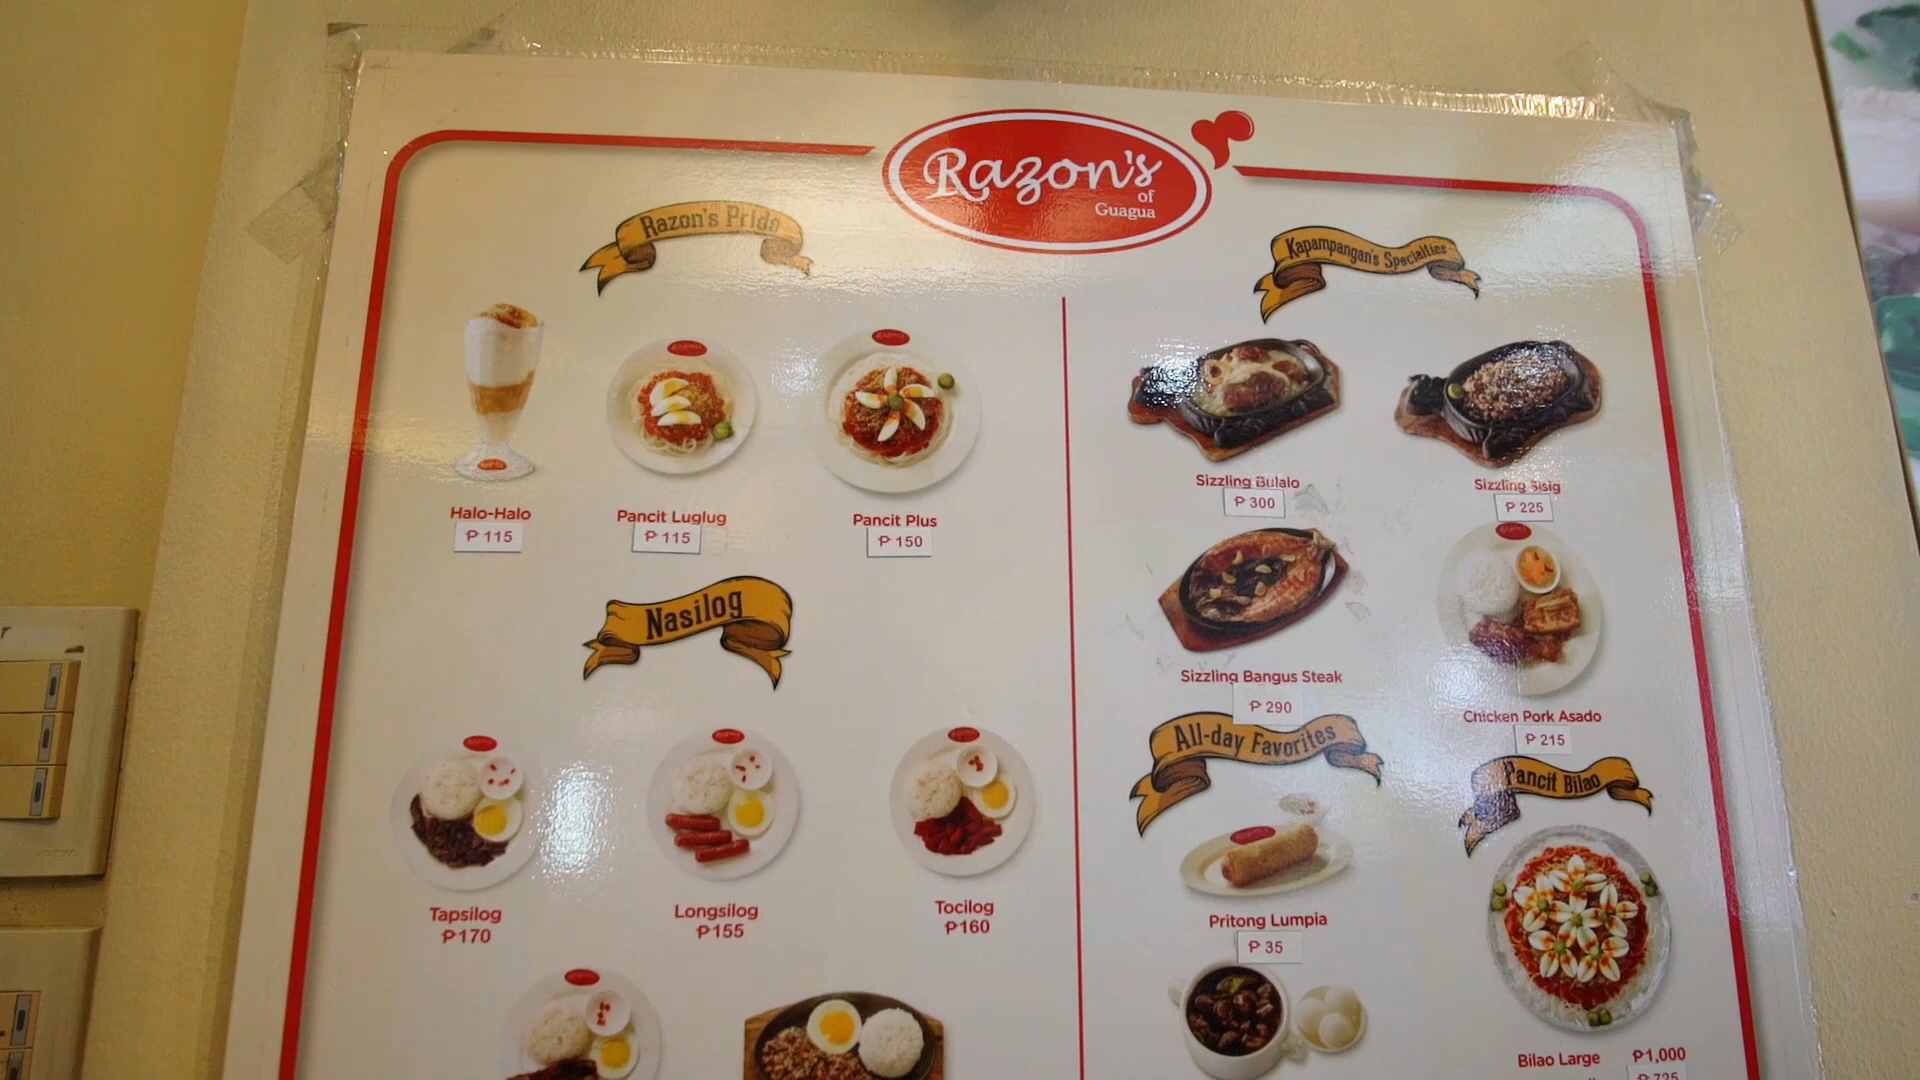 Razon's
of
Guagua
Razon's Pride
Halo-Halo
₱ 115
Pancit Luglug
₱ 115
Pancit Plus
₱ 150
Nasilog
Tapsilog
₱170
Longsilog
₱155
Tocilog
₱160
Kapampangan's Specialties
Sizzling Bulalo
₱ 300
Sizzling Sisig
₱ 225
Sizzling Bangus Steak
₱ 290
Chicken Pork Asado
₱ 215
All-day Favorites
Pritong Lumpia
₱ 35
Pancit Bilao
Bilao Large ₱1,000
₱725